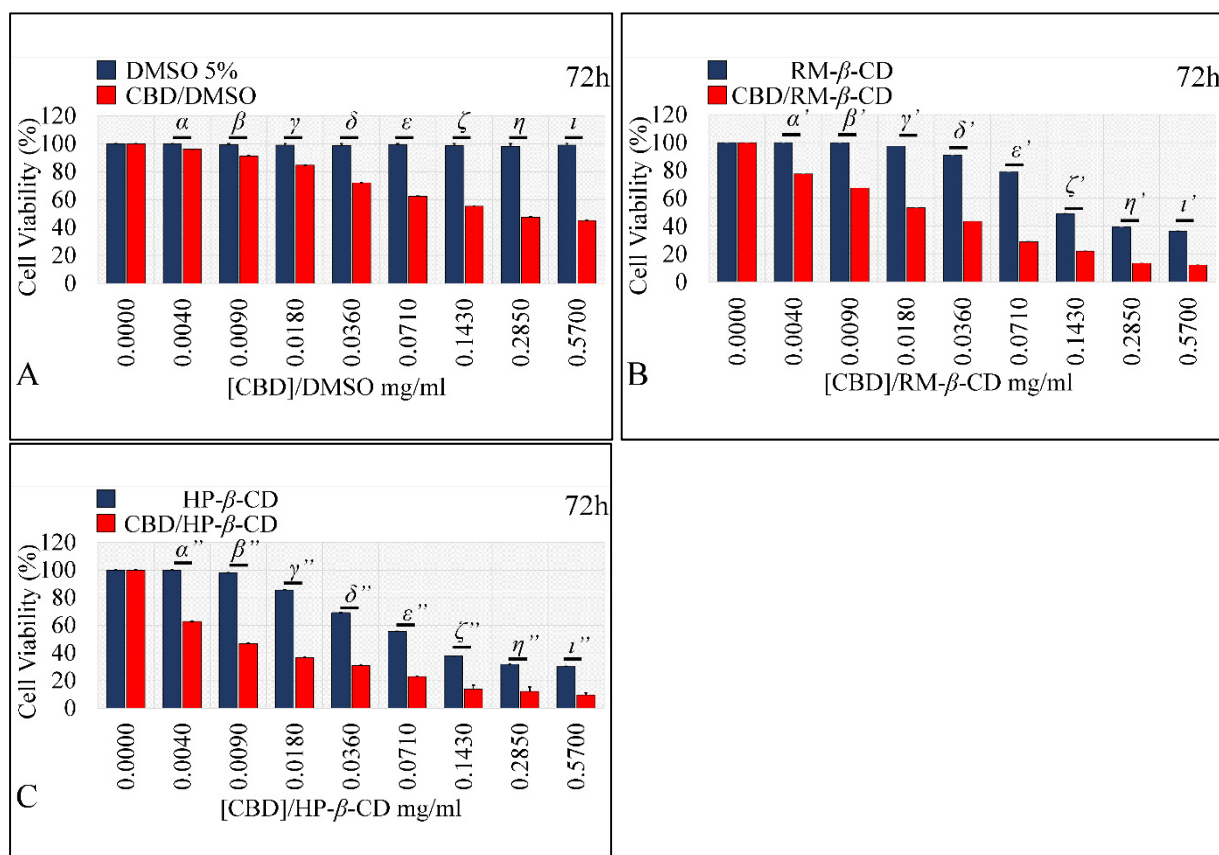 DMSO 5%
CBD/DMSO
72h
Cell Viability (%)
120
100
80
60
40
20
0
α β γ δ ε ζ η ι
0.0000 0.0040 0.0090 0.0180 0.0360 0.0710 0.1430 0.2850 0.5700
A
[CBD]/DMSO mg/ml
RM-β-CD
CBD/RM-β-CD
72h
Cell Viability (%)
120
100
80
60
40
20
0
α’ β’ γ’ δ’ ε’ ζ’ η’ ι’
0.0000 0.0040 0.0090 0.0180 0.0360 0.0710 0.1430 0.2850 0.5700
B
[CBD]/RM-β-CD mg/ml
HP-β-CD
CBD/HP-β-CD
72h
Cell Viability (%)
120
100
80
60
40
20
0
α’’ β’’ γ’’ δ’’ ε’’ ζ’’ η’’ ι’’
0.0000 0.0040 0.0090 0.0180 0.0360 0.0710 0.1430 0.2850 0.5700
C
[CBD]/HP-β-CD mg/ml